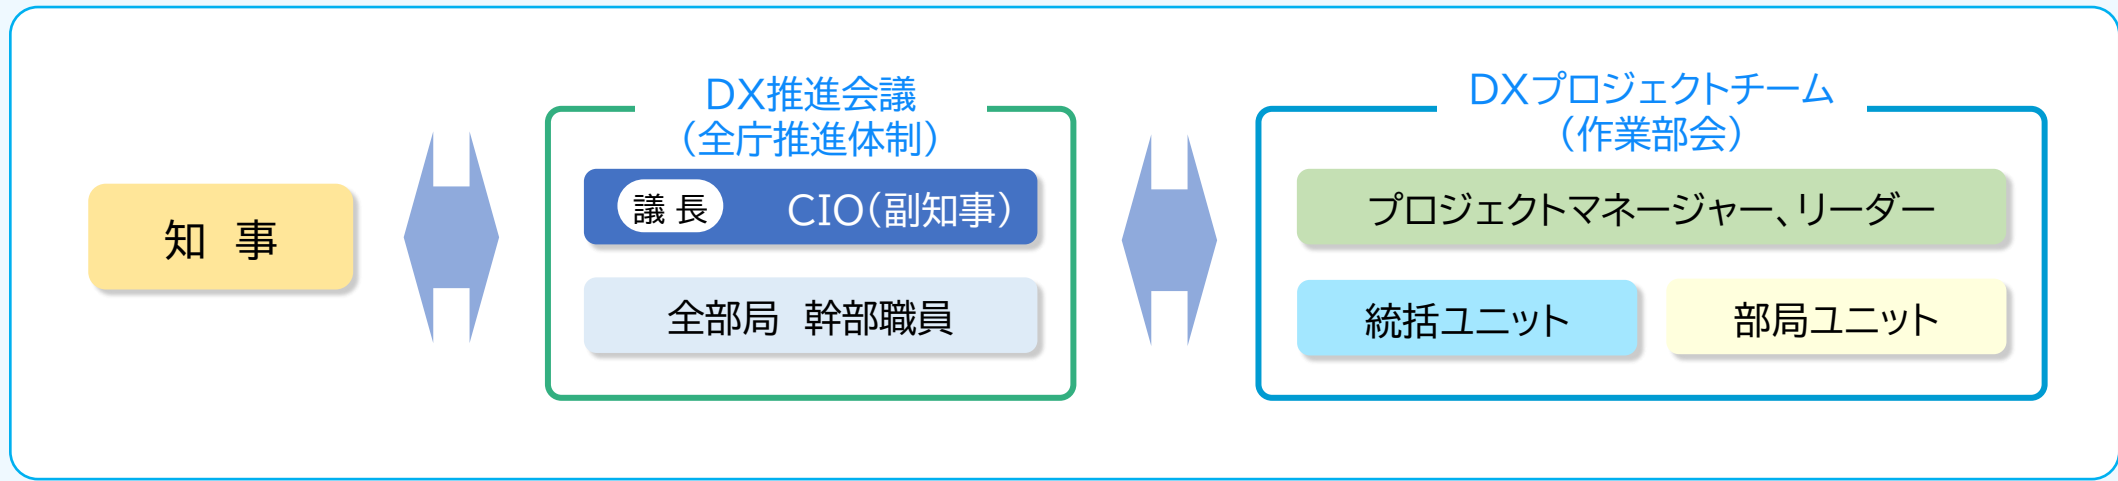 知 事
DX推進会議
（全庁推進体制）
議 長 CIO（副知事）
全部局 幹部職員
DXプロジェクトチーム
（作業部会）
プロジェクトマネージャー、リーダー
統括ユニット
部局ユニット